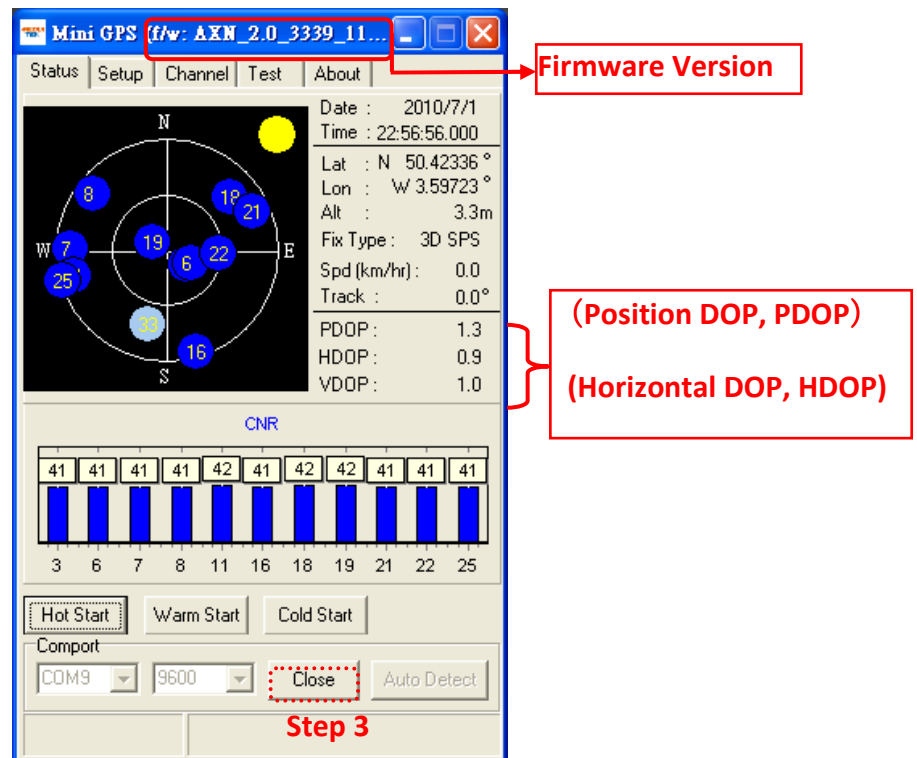 Mini GPS (f/w: AXN_2.0_3339_11...
Firmware Version
Status Setup Channel Test About
N
W
E
S
8
18
21
19
7
6
22
25
33
16
Date : 2010/7/1
Time : 22:56:56.000
Lat : N 50.42336 °
Lon : W 3.59723 °
Alt : 3.3m
Fix Type : 3D SPS
Spd (km/hr) : 0.0
Track : 0.0°
PDOP : 1.3
HDOP : 0.9
VDOP : 1.0
(Position DOP, PDOP)
(Horizontal DOP, HDOP)
CNR
41 41 41 41 42 41 42 42 41 41 41
3 6 7 8 11 16 18 19 21 22 25
Hot Start Warm Start Cold Start
Comport
COM9 9600 Close Auto Detect
Step 3